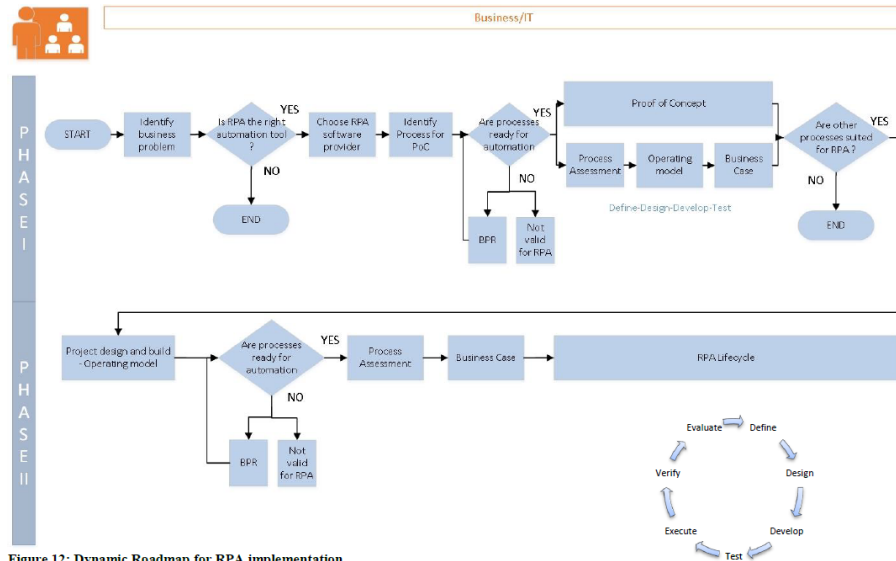 Business/IT
PHASE I
START
Identify
business
problem
Is RPA the right
automation tool
?
YES
NO
END
Choose RPA
software
provider
Identify
Process for
PoC
Are processes
ready for
automation
YES
NO
BPR
Not
valid
for RPA
Proof of Concept
Process
Assessment
Operating
model
Business
Case
Define-Design-Develop-Test
Are other
processes suited
for RPA ?
YES
NO
END
PHASE II
Project design and build
- Operating model
Are processes
ready for
automation
YES
NO
BPR
Not
valid
for RPA
Process
Assessment
Business Case
RPA Lifecycle
Evaluate
Define
Design
Develop
Test
Execute
Verify
Figure 12: Dynamic Roadmap for RPA implementation